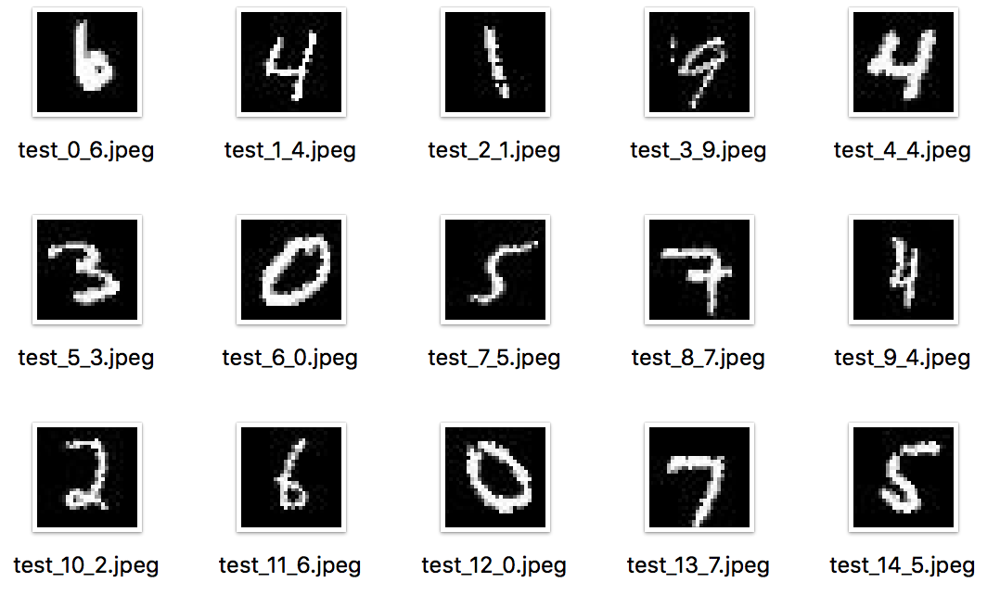 6 4 1 9 4
test_0_6.jpeg test_1_4.jpeg test_2_1.jpeg test_3_9.jpeg test_4_4.jpeg
3 0 5 7 4
test_5_3.jpeg test_6_0.jpeg test_7_5.jpeg test_8_7.jpeg test_9_4.jpeg
2 6 0 7 5
test_10_2.jpeg test_11_6.jpeg test_12_0.jpeg test_13_7.jpeg test_14_5.jpeg